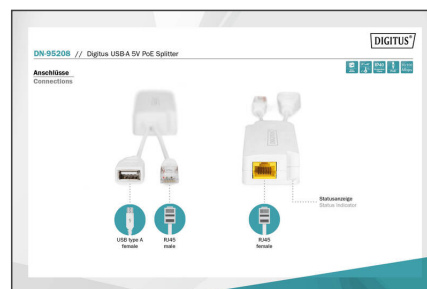 DIGITUS®
DN-95208 // Digitus USB-A 5V PoE Splitter
Anschlüsse
Connections
Statusanzeige
Status Indicator
USB type A
female
RJ45
male
RJ45
female